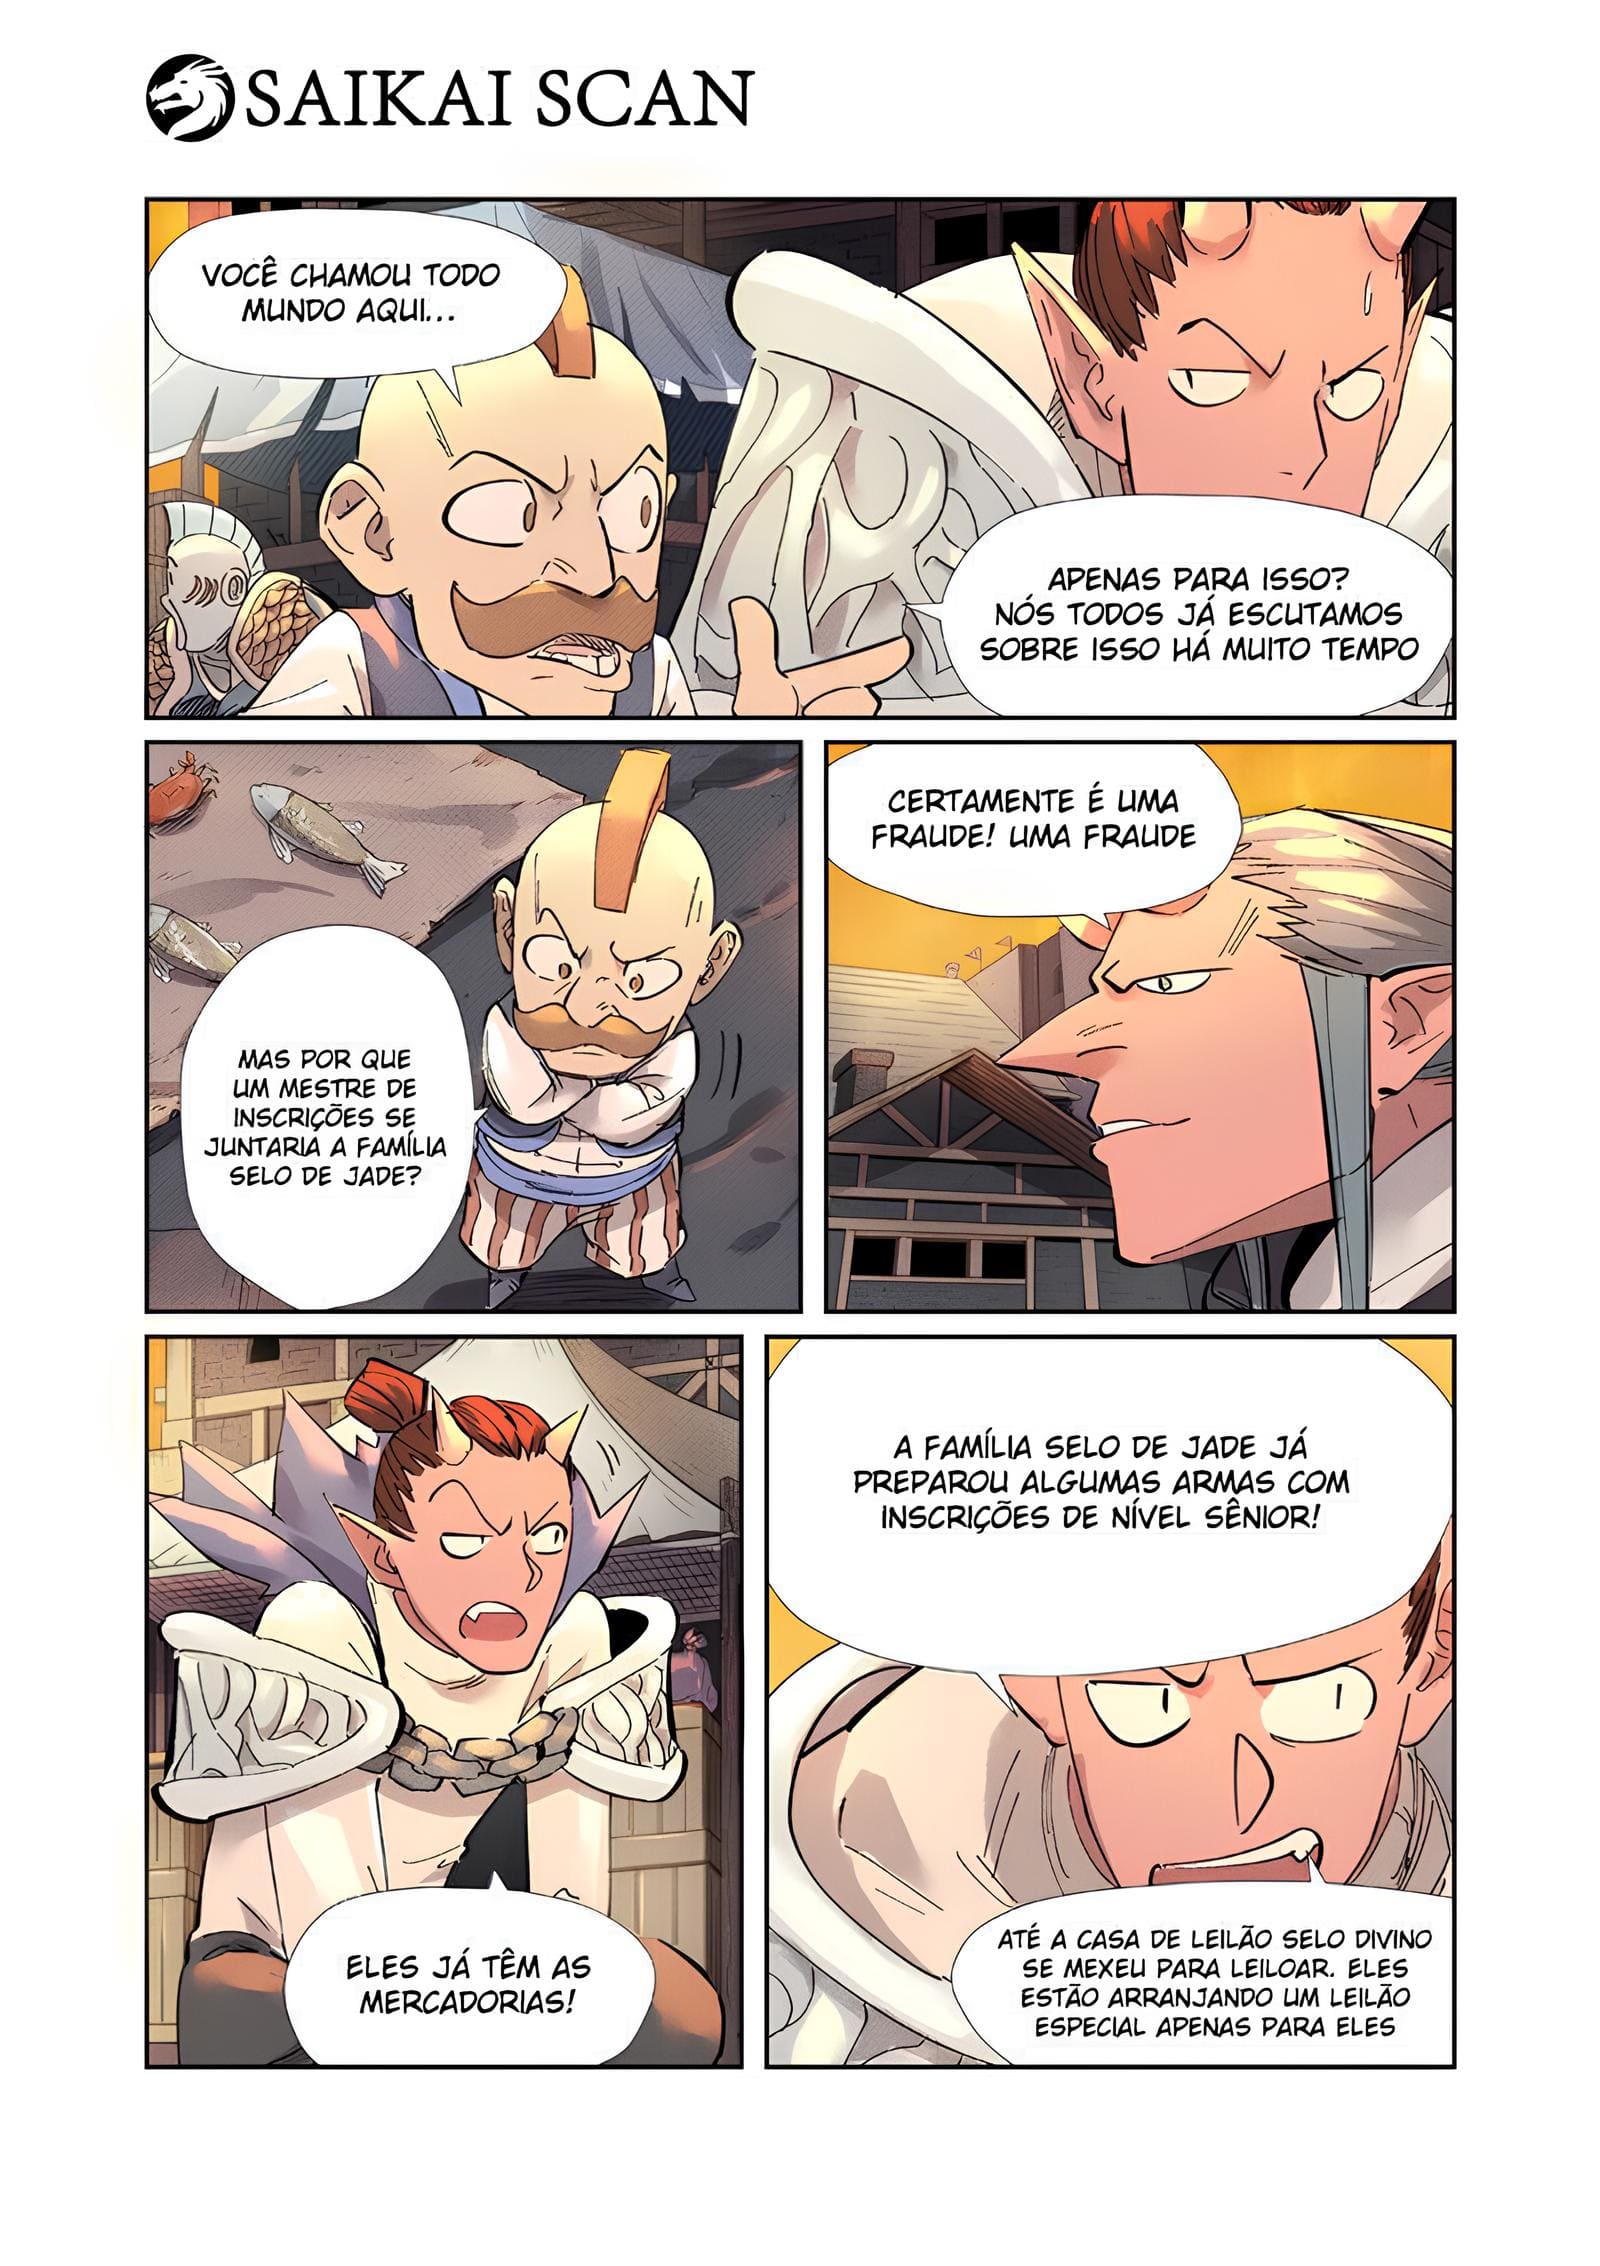 SAIKAI SCAN
VOCÊ CHAMOU TODO
MUNDO AQUI...
APENAS PARA ISSO?
NÓS TODOS JÁ ESCUTAMOS
SOBRE ISSO HÁ MUITO TEMPO
MAS POR QUE
UM MESTRE DE
INSCRIÇÕES SE
JUNTARIA A FAMÍLIA
SELO DE JADE?
CERTAMENTE É UMA
FRAUDE! UMA FRAUDE
ELES JÁ TÊM AS
MERCADORIAS!
A FAMÍLIA SELO DE JADE JÁ
PREPAROU ALGUMAS ARMAS COM
INSCRIÇÕES DE NÍVEL SÊNIOR!
ATÉ A CASA DE LEILÃO SELO DIVINO
SE MEXEU PARA LEILOAR. ELES
ESTÃO ARRANJANDO UM LEILÃO
ESPECIAL APENAS PARA ELES